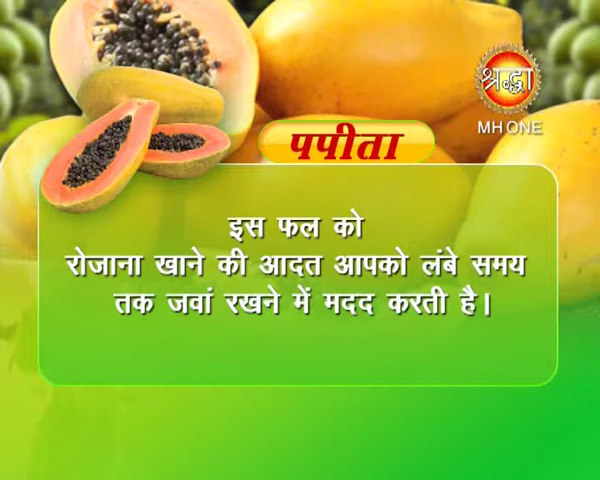 श्रद्धा
MH ONE
पपीता
इस फल को
रोजाना खाने की आदत आपको लंबे समय
तक जवां रखने में मदद करती है।